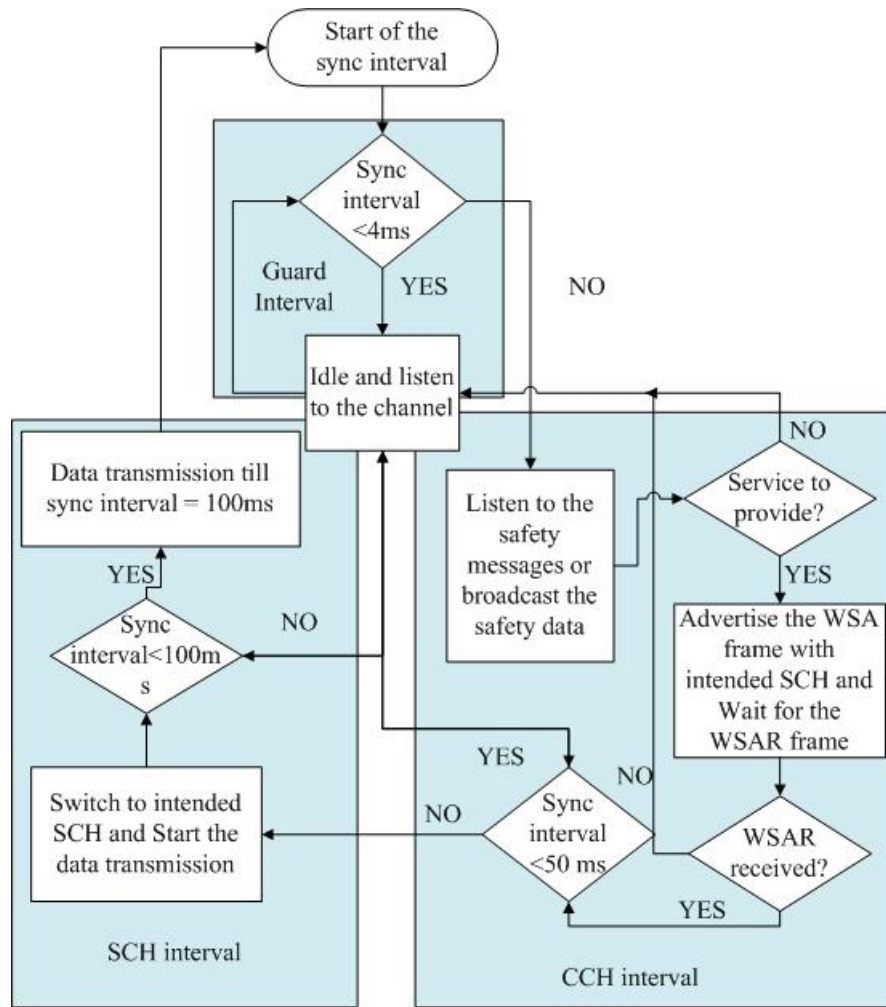 Start of the
sync interval
Sync
interval
<4ms
Guard
Interval
YES
NO
Idle and listen
to the channel
NO
Data transmission till
sync interval = 100ms
Listen to the
safety
messages or
broadcast the
safety data
Service to
provide?
YES
YES
Sync
interval<100m
s
NO
Advertise the WSA
frame with
intended SCH and
Wait for the
WSAR frame
YES
NO
Switch to intended
SCH and Start the
data transmission
NO
Sync
interval
<50 ms
WSAR
received?
YES
SCH interval
CCH interval